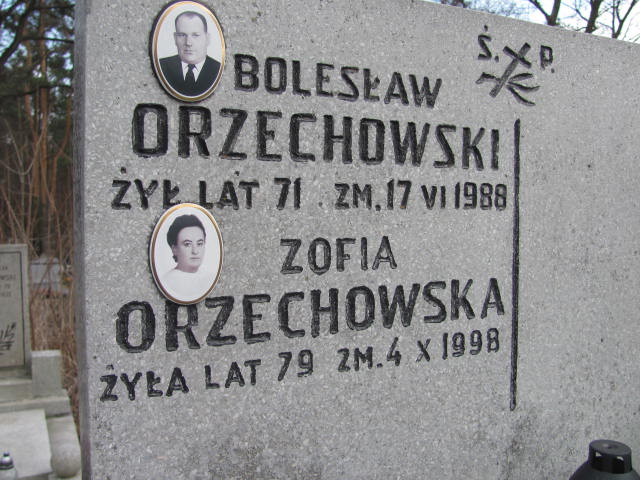 Ś. P.
BOLESŁAW
ORZECHOWSKI
ŻYŁ LAT 71 ZM. 17 VI 1988
ZOFIA
ORZECHOWSKA
ŻYŁA LAT 79 ZM. 4 X 1998